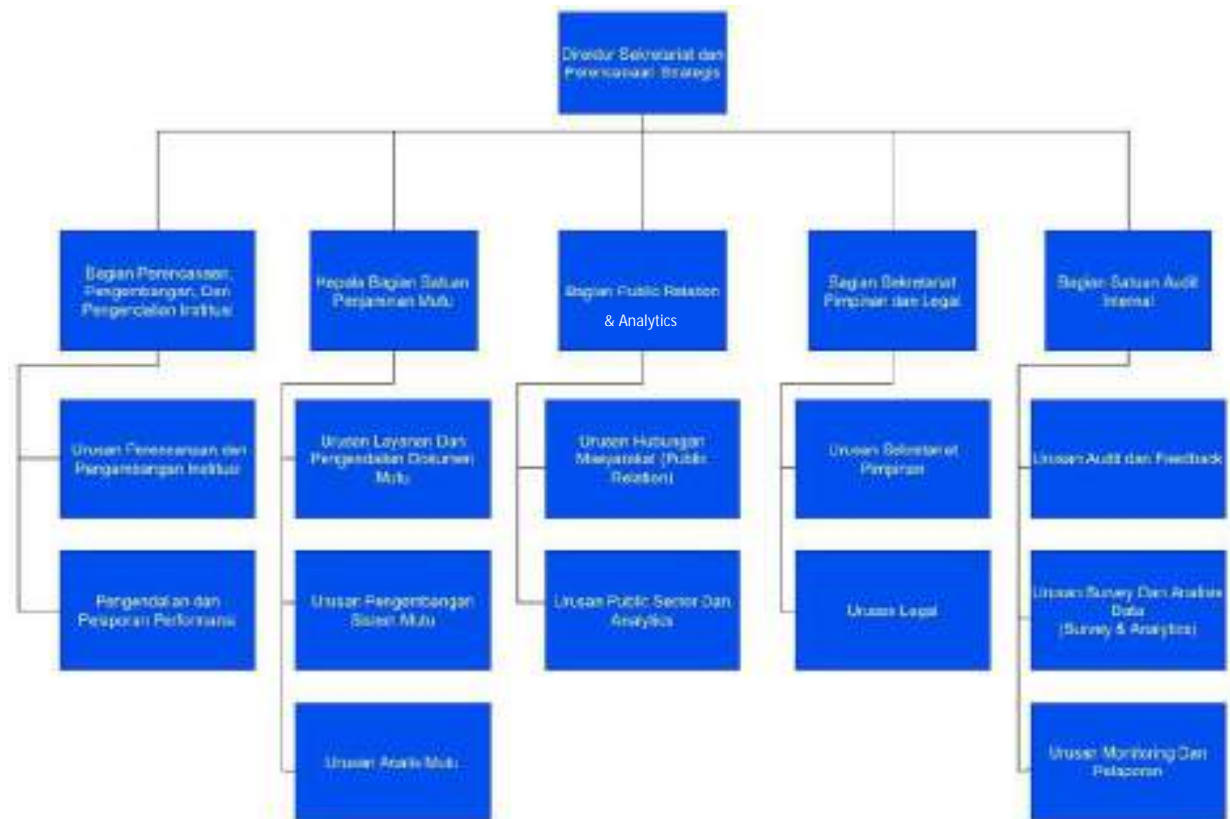 Direktur Sekretariat dan
Perencanaan Strategis
Bagian Perencanaan,
Pengembangan, Dan
Pengendalian Institusi
Kepala Bagian Satuan
Penjaminan Mutu
Bagian Public Relation
& Analytics
Bagian Sekretariat
Pimpinan dan Legal
Bagian Satuan Audit
Internal
Urusan Perencanaan dan
Pengembangan Institusi
Urusan Layanan Dan
Pengendalian Dokumen
Mutu
Urusan Hubungan
Masyarakat (Public
Relation)
Urusan Sekretariat
Pimpinan
Urusan Audit dan Feedback
Pengendalian dan
Pelaporan Performansi
Urusan Pengembangan
Sistem Mutu
Urusan Public Sector Dan
Analytics
Urusan Legal
Urusan Survey Dan Analisis
Data
(Survey & Analytics)
Urusan Analis Mutu
Urusan Monitoring Dan
Pelaporan